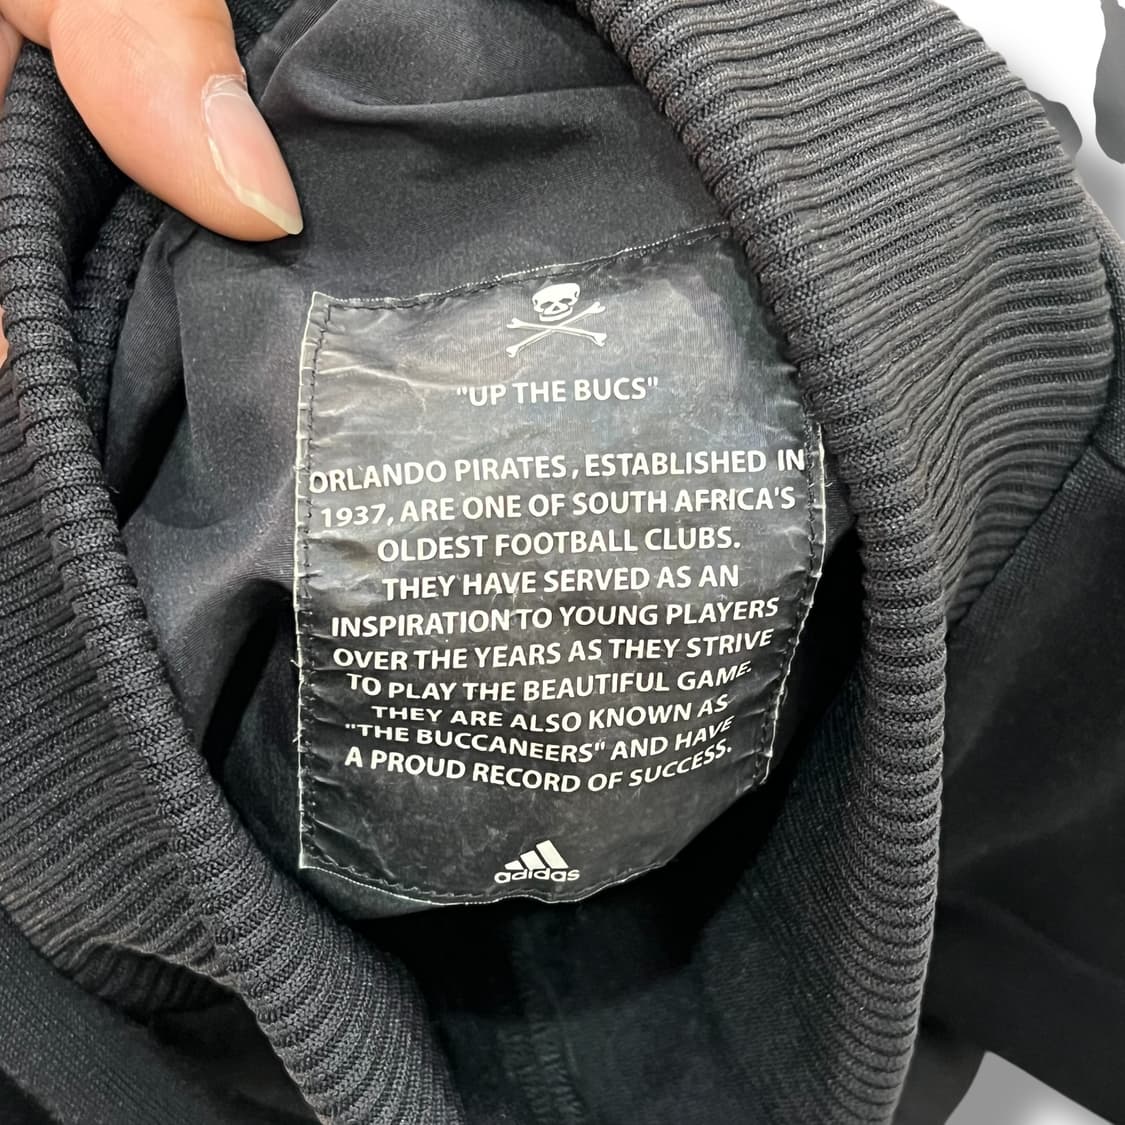 "UP THE BUCS"
ORLANDO PIRATES, ESTABLISHED IN
1937, ARE ONE OF SOUTH AFRICA'S
OLDEST FOOTBALL CLUBS.
THEY HAVE SERVED AS AN
INSPIRATION TO YOUNG PLAYERS
OVER THE YEARS AS THEY STRIVE
TO PLAY THE BEAUTIFUL GAME.
THEY ARE ALSO KNOWN AS
"THE BUCCANEERS" AND HAVE
A PROUD RECORD OF SUCCESS.
adidas